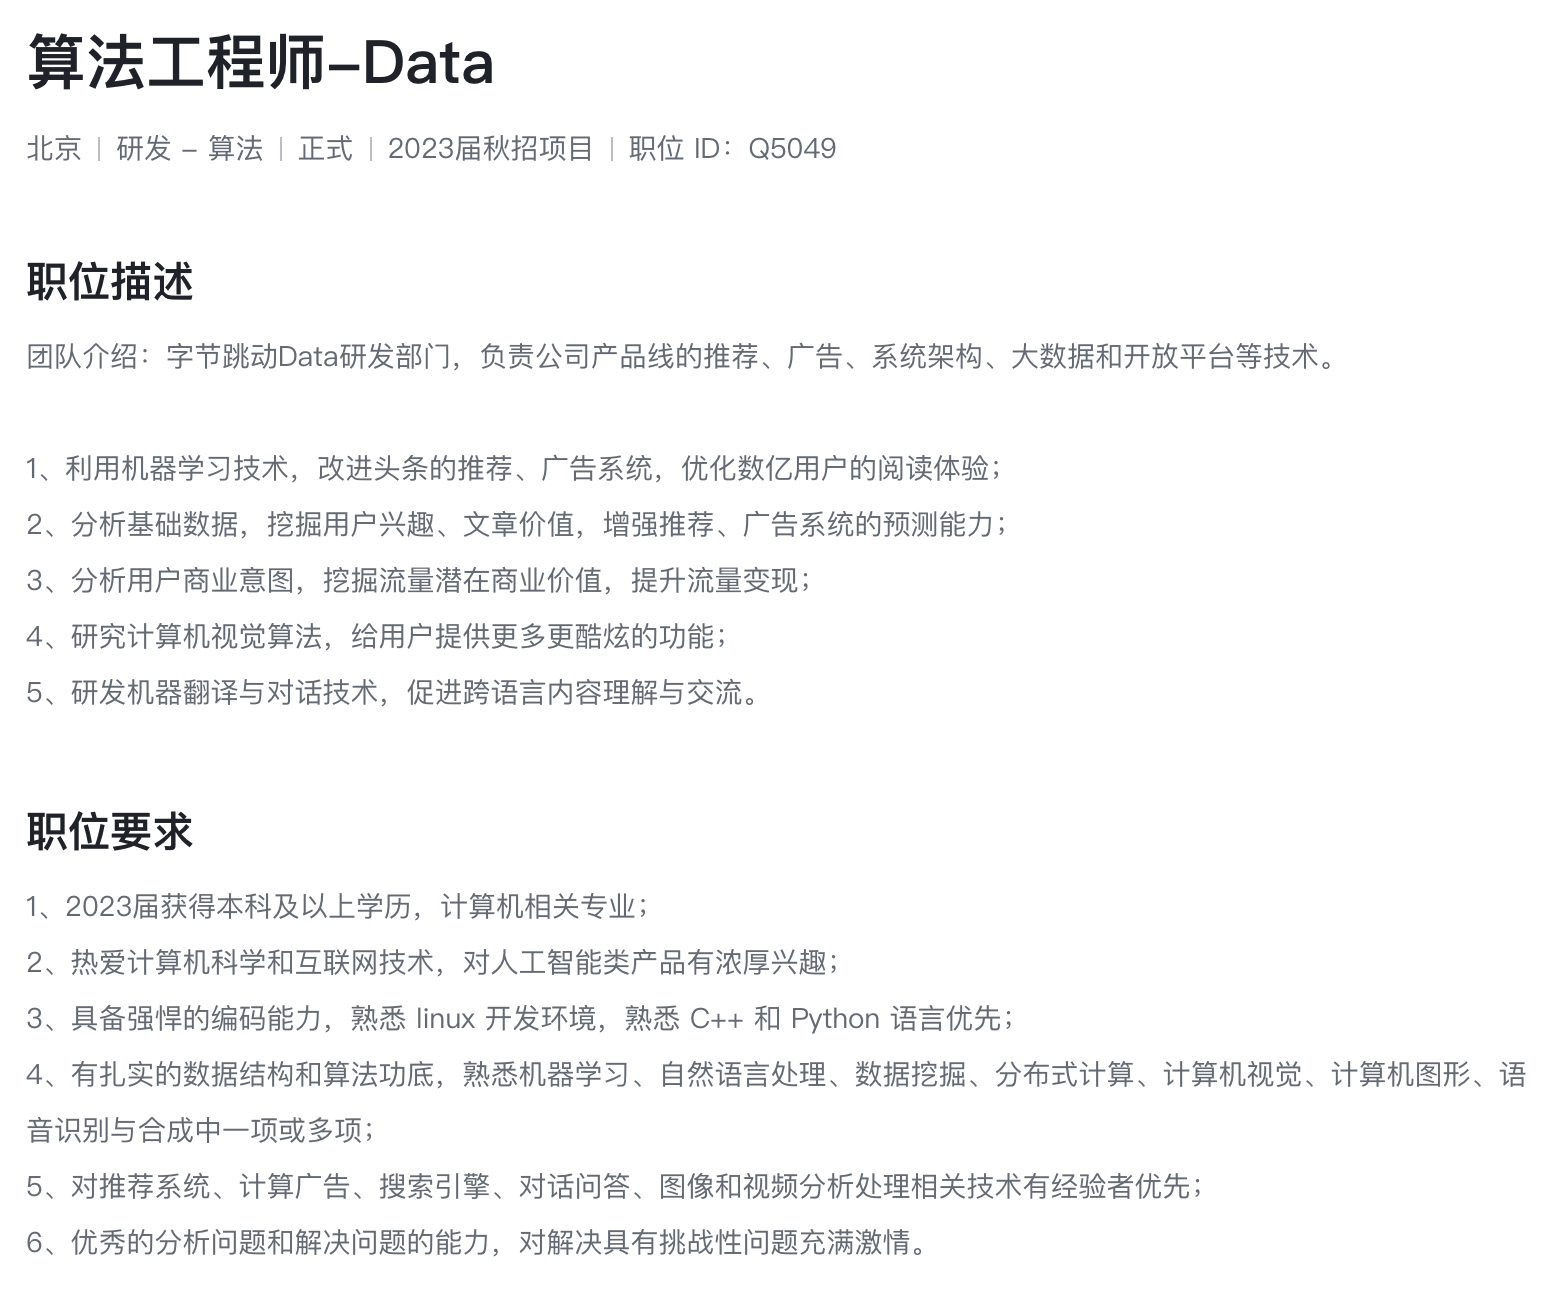 算法工程师–Data
北京 | 研发 – 算法 | 正式 | 2023届秋招项目 | 职位 ID：Q5049
职位描述
团队介绍：字节跳动Data研发部门，负责公司产品线的推荐、广告、系统架构、大数据和开放平台等技术。
1、利用机器学习技术，改进头条的推荐、广告系统，优化数亿用户的阅读体验；
2、分析基础数据，挖掘用户兴趣、文章价值，增强推荐、广告系统的预测能力；
3、分析用户商业意图，挖掘流量潜在商业价值，提升流量变现；
4、研究计算机视觉算法，给用户提供更多更酷炫的功能；
5、研发机器翻译与对话技术，促进跨语言内容理解与交流。
职位要求
1、2023届获得本科及以上学历，计算机相关专业；
2、热爱计算机科学和互联网技术，对人工智能类产品有浓厚兴趣；
3、具备强悍的编码能力，熟悉 linux 开发环境，熟悉 C++ 和 Python 语言优先；
4、有扎实的数据结构和算法功底，熟悉机器学习、自然语言处理、数据挖掘、分布式计算、计算机视觉、计算机图形、语
音识别与合成中一项或多项；
5、对推荐系统、计算广告、搜索引擎、对话问答、图像和视频分析处理相关技术有经验者优先；
6、优秀的分析问题和解决问题的能力，对解决具有挑战性问题充满激情。